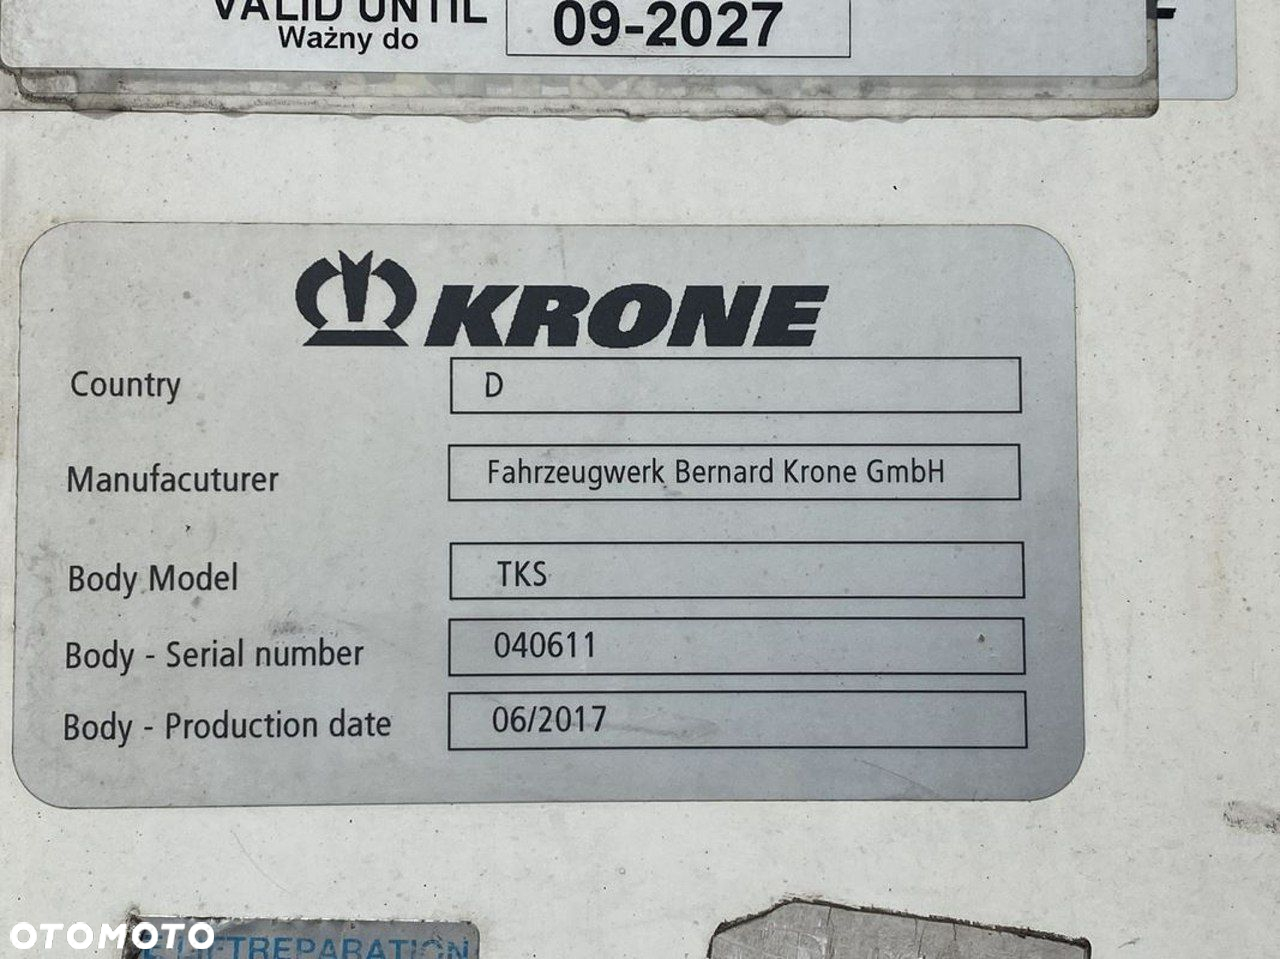 VALID UNTIL 09-2027
Ważny do
KRONE
Country D
Manufacuturer Fahrzeugwerk Bernard Krone GmbH
Body Model TKS
Body - Serial number 040611
Body - Production date 06/2017
OTOMOTO
LIFTREPARATION